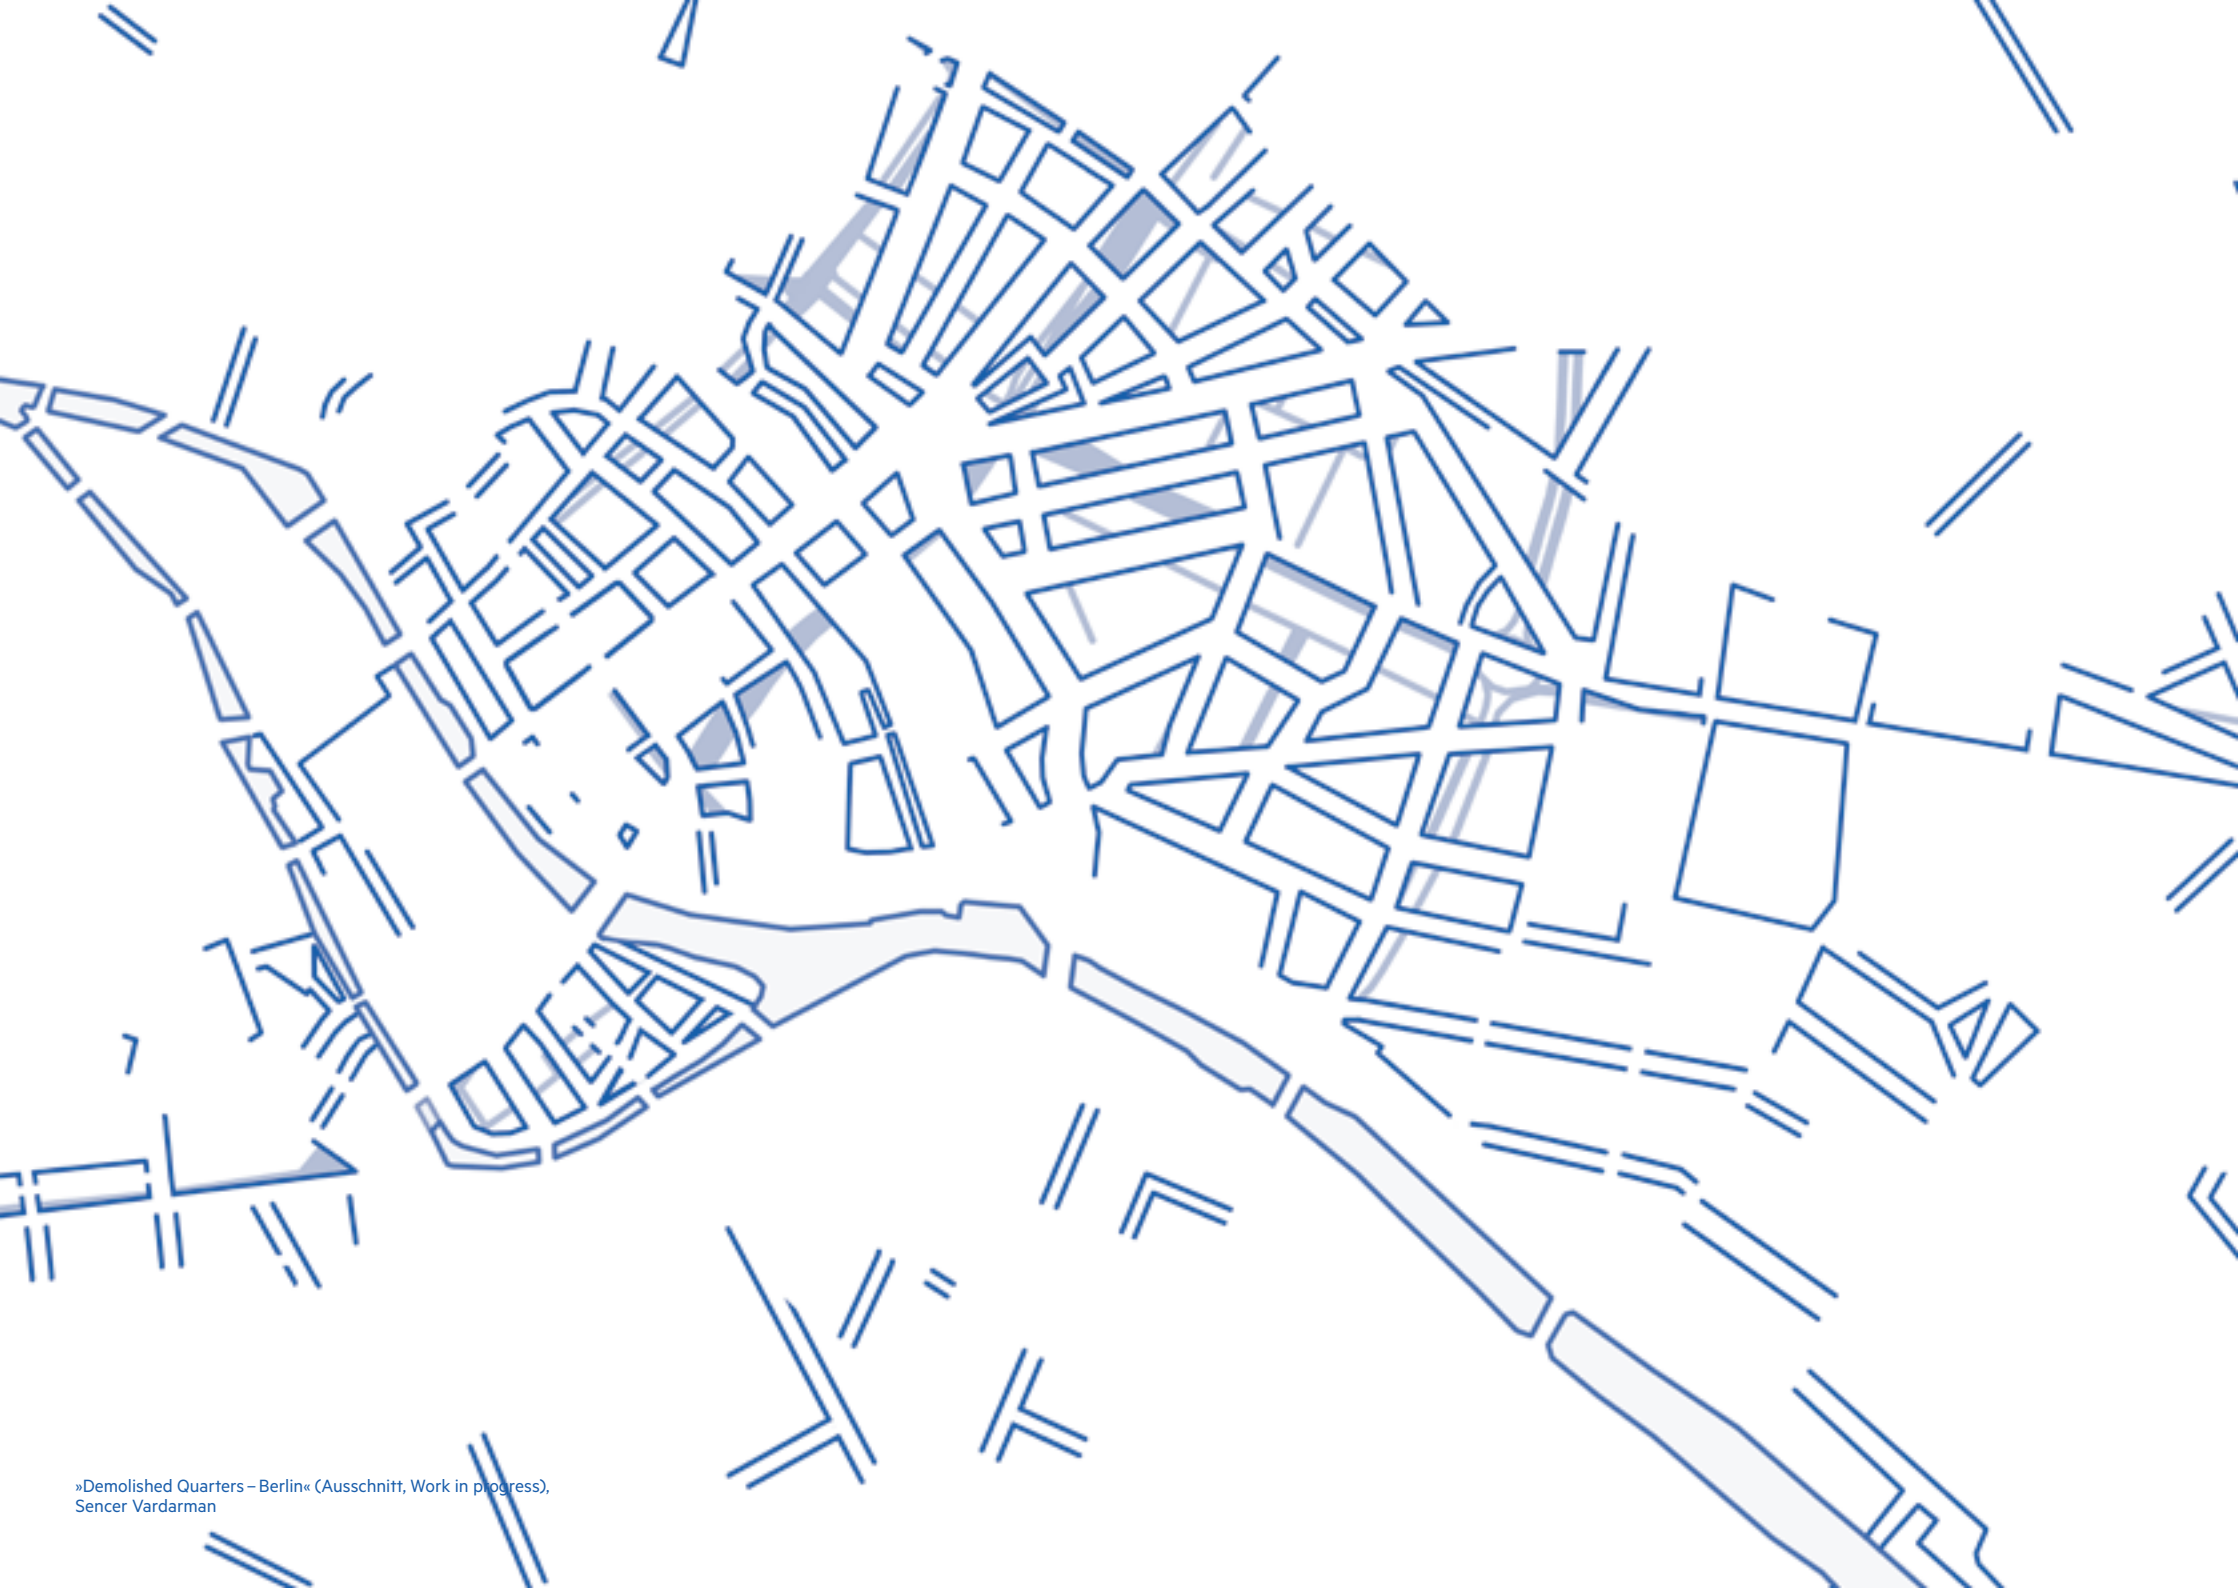 »Demolished Quarters – Berlin« (Ausschnitt, Work in progress),
Sencer Vardarman